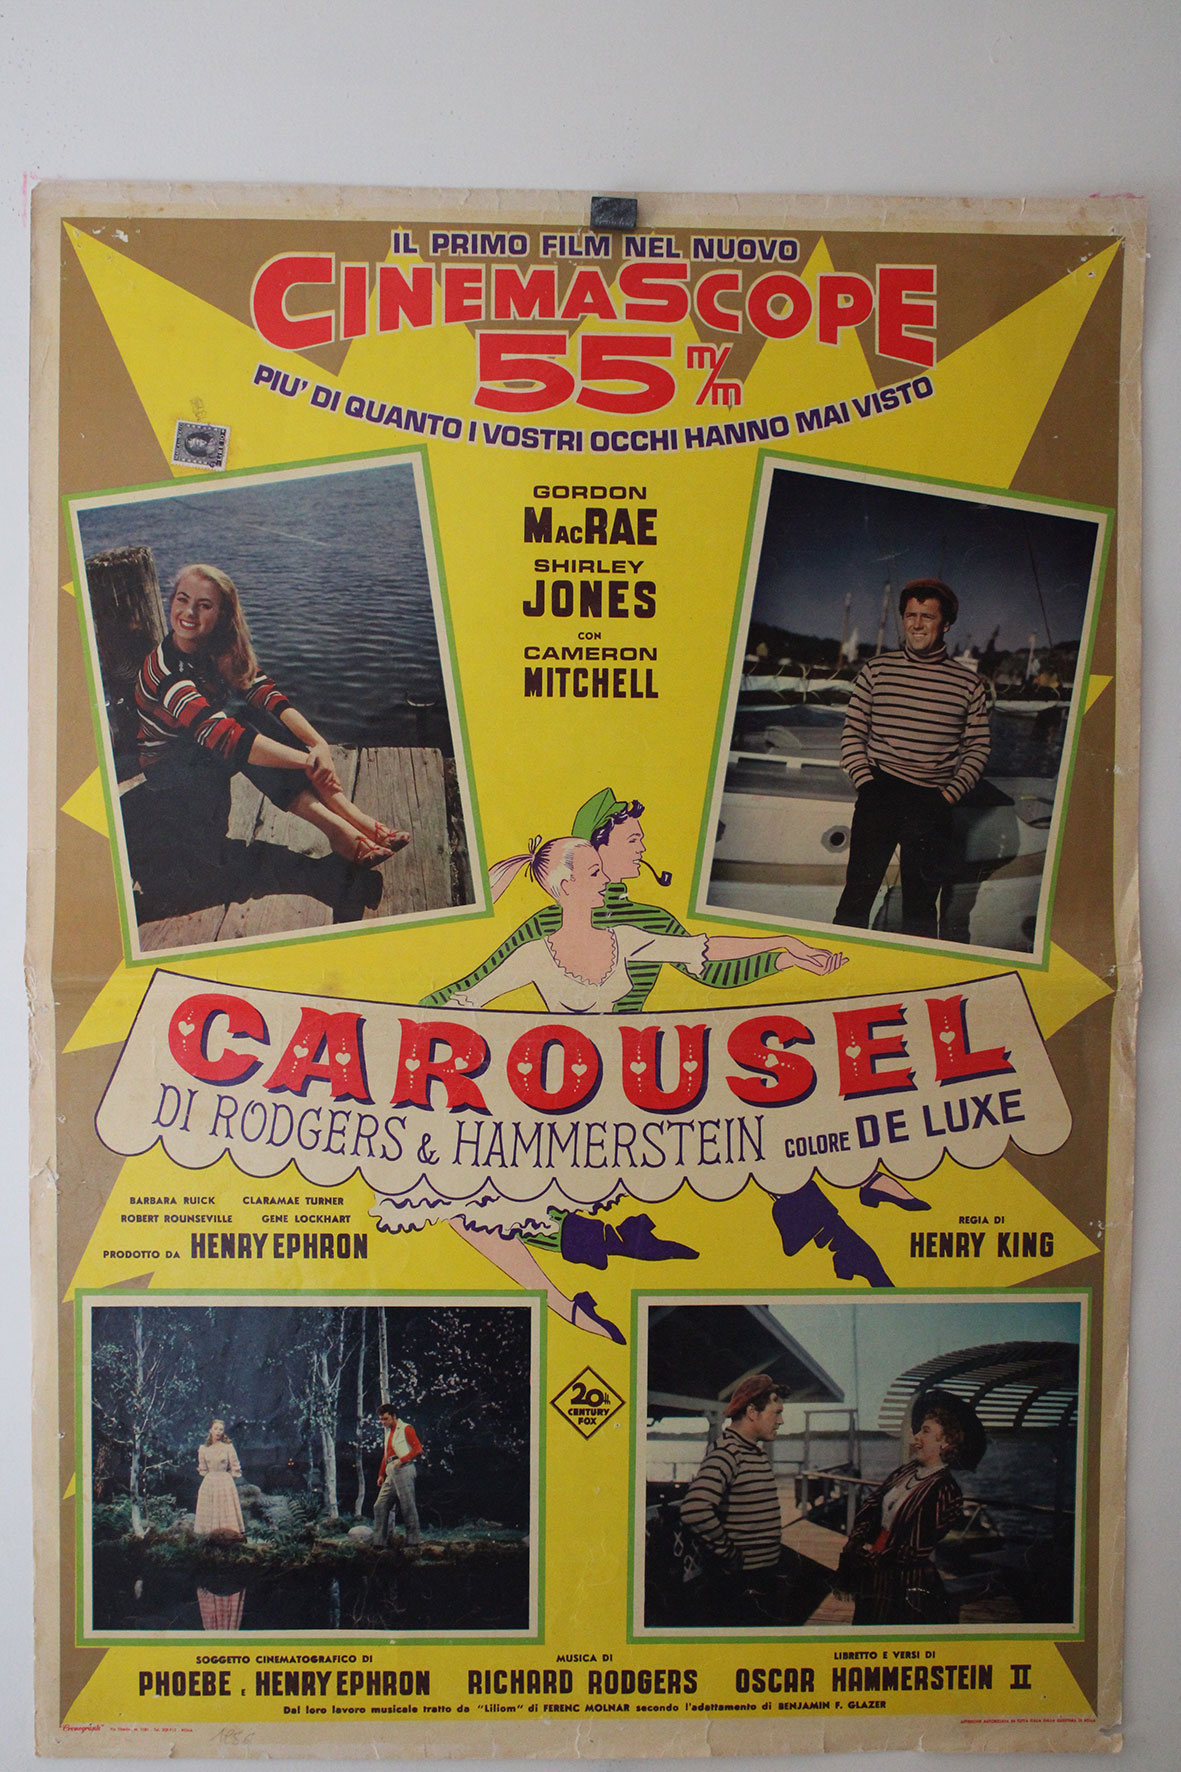 IL PRIMO FILM NEL NUOVO
CINEMASCOPE
55 m/m
PIU' DI QUANTO I VOSTRI OCCHI HANNO MAI VISTO
GORDON
MACRAE
SHIRLEY
JONES
CON
CAMERON
MITCHELL
CAROUSEL
DI RODGERS & HAMMERSTEIN COLORE DE LUXE
BARBARA RUICK CLARAMAE TURNER
ROBERT ROUNSEVILLE GENE LOCKHART
PRODOTTO DA HENRY EPHRON
REGIA DI
HENRY KING
20th
CENTURY
FOX
SOGGETTO CINEMATOGRAFICO DI
PHOEBE E HENRY EPHRON
MUSICA DI
RICHARD RODGERS
LIBRETTO E VERSI DI
OSCAR HAMMERSTEIN II
Dal loro lavoro musicale tratto da "Liliom" di FERENC MOLNAR secondo l'adattamento di BENJAMIN F. GLAZER
1956